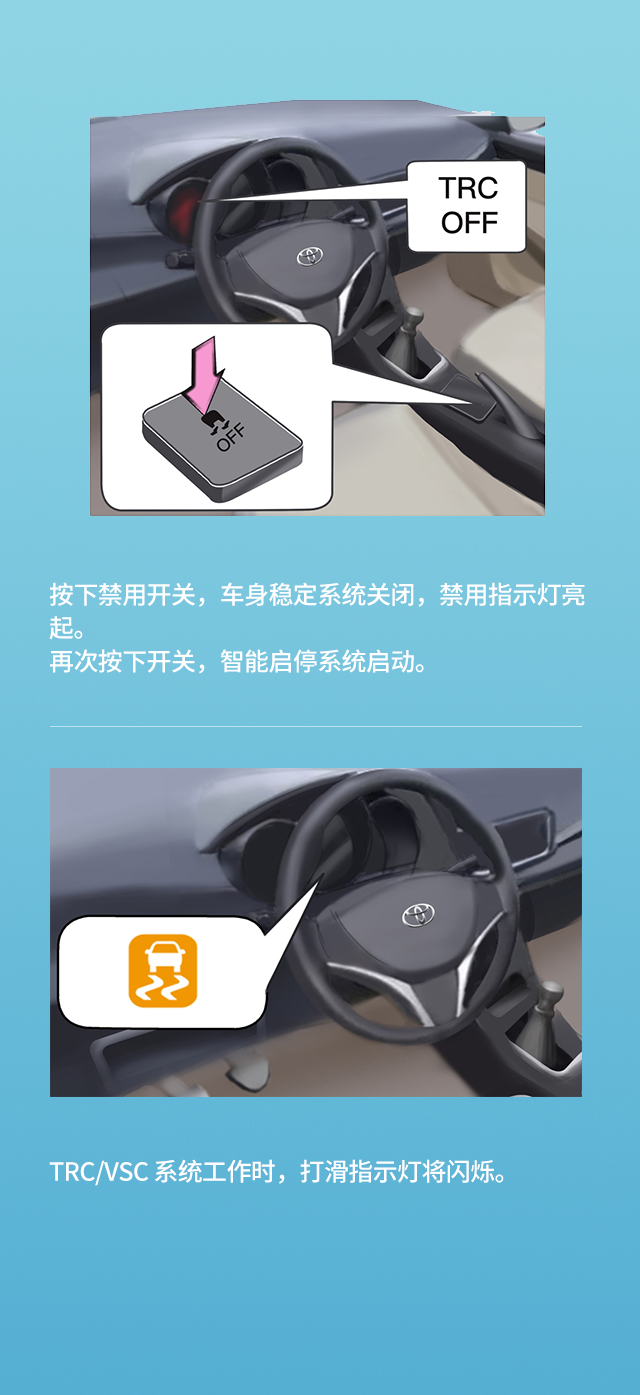 TRC
OFF
OFF
按下禁用开关，车身稳定系统关闭，禁用指示灯亮
起。
再次按下开关，智能启停系统启动。
TRC/VSC 系统工作时，打滑指示灯将闪烁。